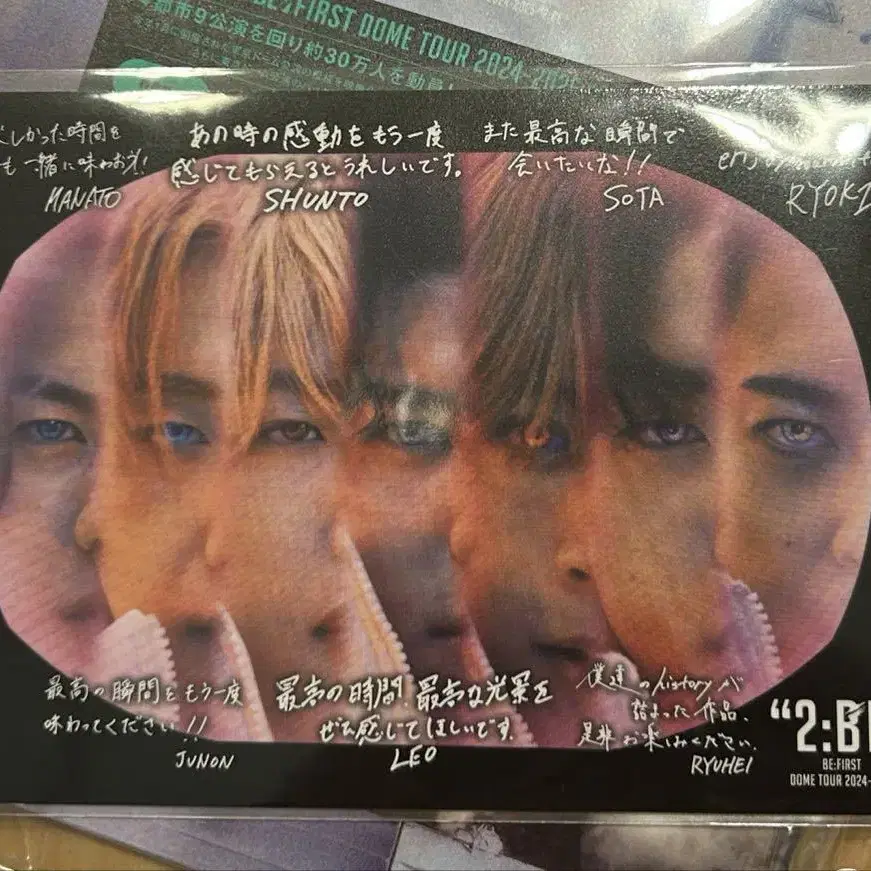 BE:FIRST DOME TOUR 2024-2025
都市9公演を回り約30万人を動員
しかった時間を
も一緒に味わお光!
MANATO
あの時の感動をもう一度
感じてもらえるとうれしいです。
SHUNTO
また最高な瞬間で
会いたいな!!
SOTA
enjoy
RYOKI
最高の瞬間をもう一度
味わってください!!
JUNON
最高の時間、最高な光景を
ぜひ感じてほしいです。
LEO
僕達のhistoryが
詰まった作品、
是非お楽しみください。
RYUHEI
"2:BE
BE:FIRST
DOME TOUR 2024-